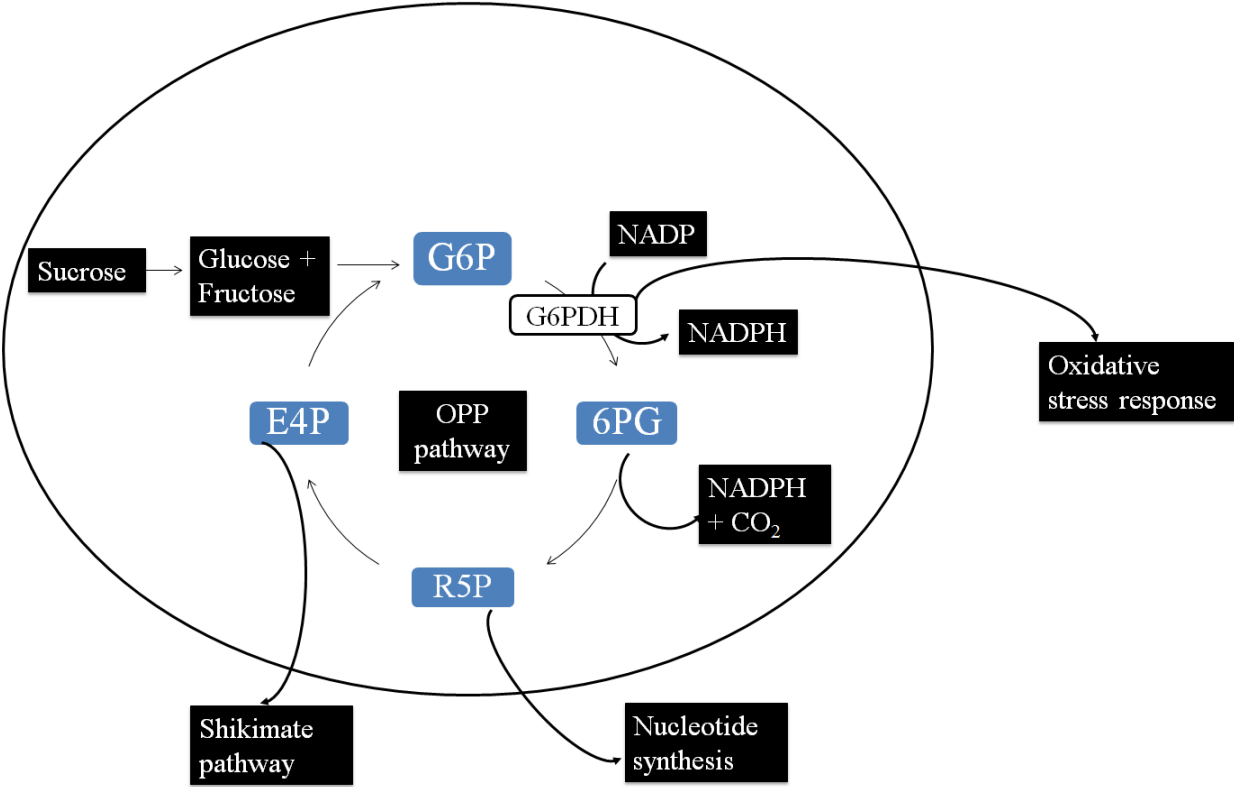 NADP
Sucrose
Glucose +
Fructose
G6P
G6PDH
NADPH
Oxidative
stress response
E4P
OPP
pathway
6PG
NADPH
+ CO₂
R5P
Shikimate
pathway
Nucleotide
synthesis